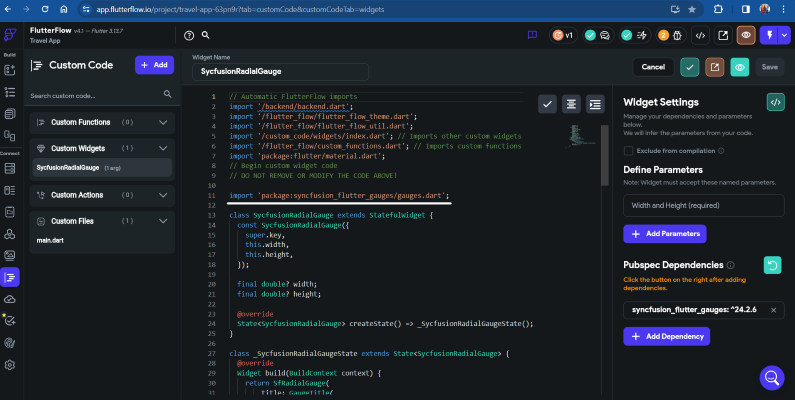 app.flutterflow.io/project/travel-app-63pn9r?tab=customCode&customCodeTab=widgets
FlutterFlow v4.1 – Flutter 3.13.7
Travel App
v1
2
Build
Connect
Custom Code
+ Add
Search custom code...
Custom Functions (0)
Custom Widgets (1)
SycfusionRadialGauge (1 arg)
Custom Actions (0)
Custom Files (1)
main.dart
Widget Name
SycfusionRadialGauge
Cancel
Save
1 // Automatic FlutterFlow imports
2 import '/backend/backend.dart';
3 import '/flutter_flow/flutter_flow_theme.dart';
4 import '/flutter_flow/flutter_flow_util.dart';
5 import '/custom_code/widgets/index.dart'; // Imports other custom widgets
6 import '/flutter_flow/custom_functions.dart'; // Imports custom functions
7 import 'package:flutter/material.dart';
8 // Begin custom widget code
9 // DO NOT REMOVE OR MODIFY THE CODE ABOVE!
10
11 import 'package:syncfusion_flutter_gauges/gauges.dart';
12
13 class SycfusionRadialGauge extends StatefulWidget {
14 const SycfusionRadialGauge({
15 super.key,
16 this.width,
17 this.height,
18 });
19
20 final double? width;
21 final double? height;
22
23 @override
24 State<SycfusionRadialGauge> createState() => _SycfusionRadialGaugeState();
25 }
26
27 class _SycfusionRadialGaugeState extends State<SycfusionRadialGauge> {
28 @override
29 Widget build(BuildContext context) {
30 return SfRadialGauge(
31 title: GaugeTitle(
Widget Settings
Manage your dependencies and parameters
below.
We will infer the parameters from your code.
Exclude from compilation
Define Parameters
Note: Widget must accept these named parameters.
Width and Height (required)
+ Add Parameters
Pubspec Dependencies
Click the button on the right after adding
dependencies.
syncfusion_flutter_gauges: ^24.2.6
+ Add Dependency